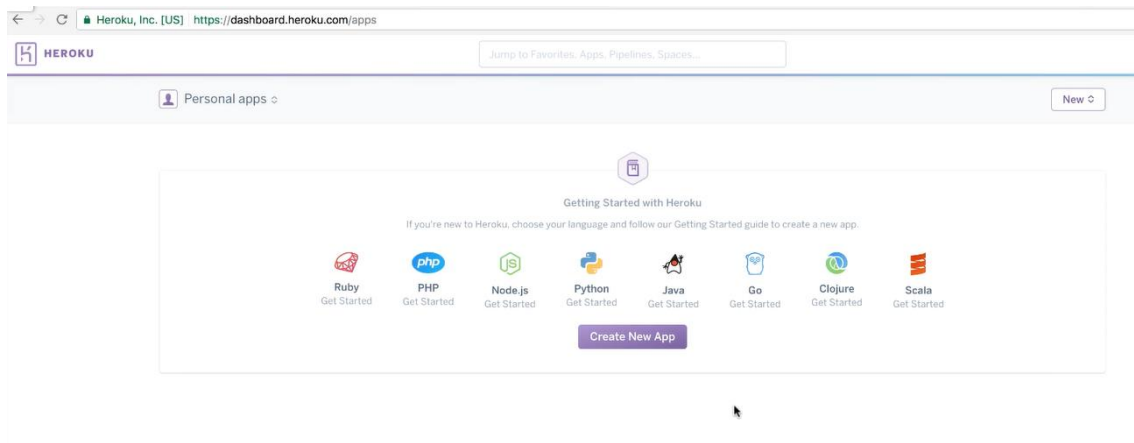 Heroku, Inc. [US] https://dashboard.heroku.com/apps
HEROKU
Jump to Favorites, Apps, Pipelines, Spaces...
Personal apps
New
Getting Started with Heroku
If you're new to Heroku, choose your language and follow our Getting Started guide to create a new app.
php
JS
Ruby PHP Node.js Python Java Go Clojure Scala
Get Started Get Started Get Started Get Started Get Started Get Started Get Started Get Started
Create New App